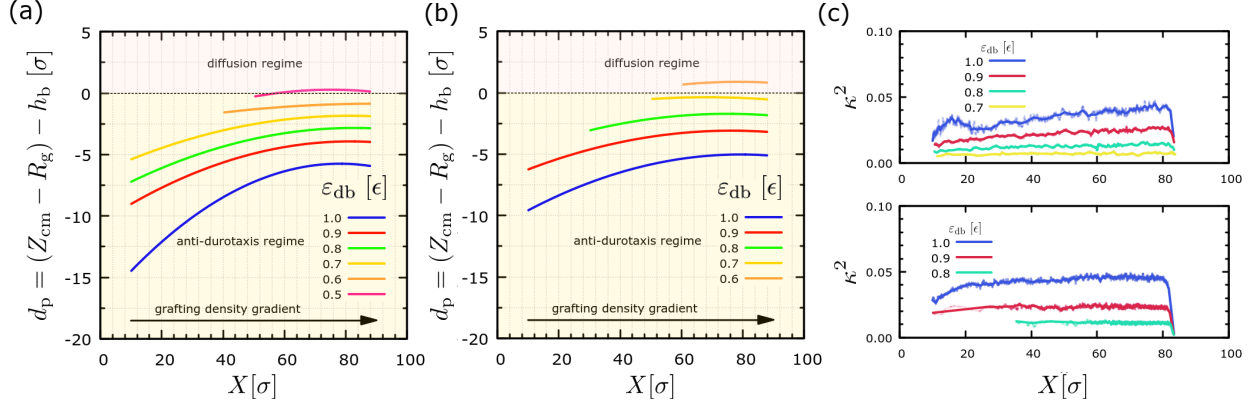 (a)
d_p = (Z_cm − R_g) − h_b [σ]
5
0
-5
-10
-15
-20
diffusion regime
anti-durotaxis regime
grafting density gradient
ε_db [ϵ]
1.0
0.9
0.8
0.7
0.6
0.5
0 20 40 60 80 100
X[σ]
(b)
d_p = (Z_cm − R_g) − h_b [σ]
5
0
-5
-10
-15
-20
diffusion regime
anti-durotaxis regime
grafting density gradient
ε_db [ϵ]
1.0
0.9
0.8
0.7
0.6
0 20 40 60 80 100
X[σ]
(c)
κ²
0.10
0.05
0.00
ε_db [ϵ]
1.0
0.9
0.8
0.7
0 20 40 60 80 100
κ²
0.10
0.05
0.00
ε_db [ϵ]
1.0
0.9
0.8
0 20 40 60 80 100
X[σ]